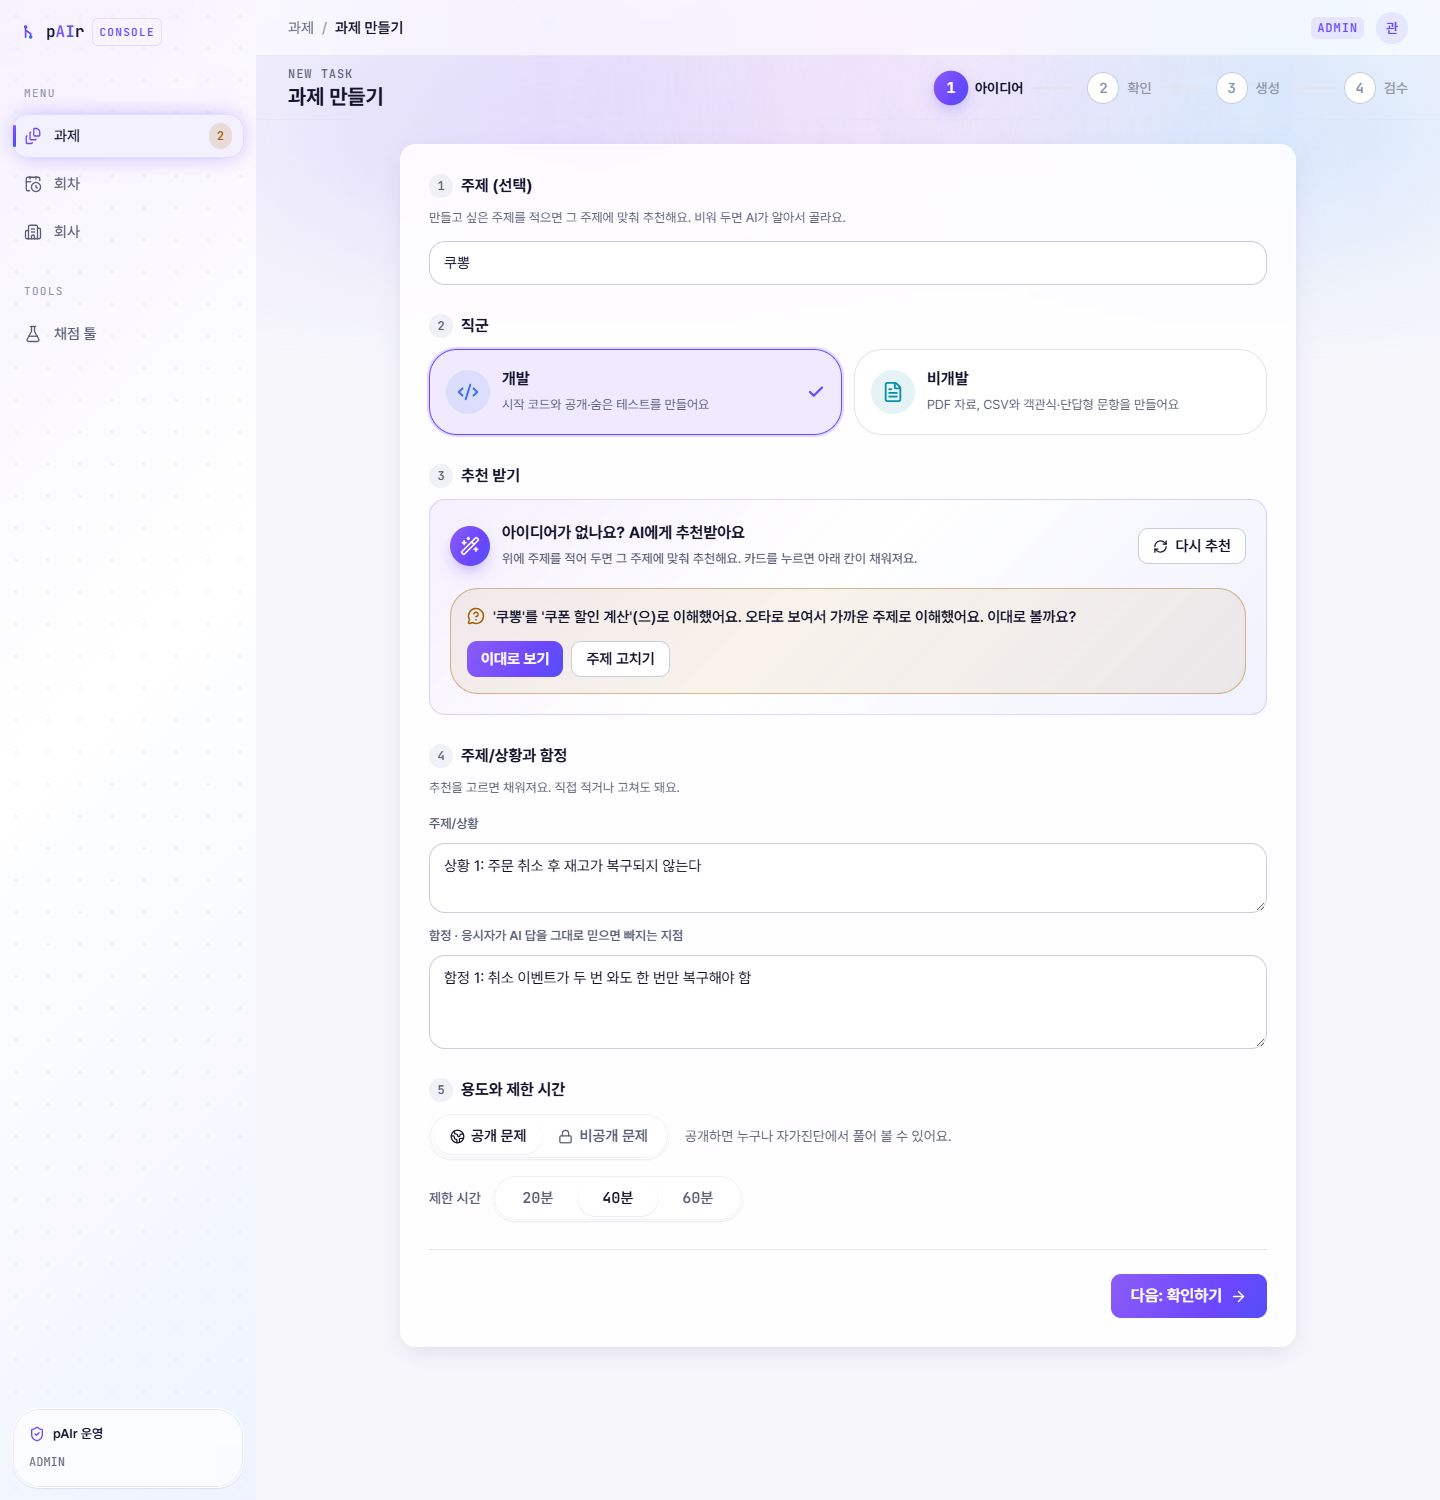 pAIr CONSOLE
MENU
과제 2
회차
회사
TOOLS
채점 툴
pAIr 운영
ADMIN
과제 / 과제 만들기
ADMIN 관
NEW TASK
과제 만들기
1 아이디어 2 확인 3 생성 4 검수
1 주제 (선택)
만들고 싶은 주제를 적으면 그 주제에 맞춰 추천해요. 비워 두면 AI가 알아서 골라요.
쿠뽕
2 직군
개발
시작 코드와 공개·숨은 테스트를 만들어요
비개발
PDF 자료, CSV와 객관식·단답형 문항을 만들어요
3 추천 받기
아이디어가 없나요? AI에게 추천받아요
위에 주제를 적어 두면 그 주제에 맞춰 추천해요. 카드를 누르면 아래 칸이 채워져요.
다시 추천
'쿠뽕'를 '쿠폰 할인 계산'(으)로 이해했어요. 오타로 보여서 가까운 주제로 이해했어요. 이대로 볼까요?
이대로 보기 주제 고치기
4 주제/상황과 함정
추천을 고르면 채워져요. 직접 적거나 고쳐도 돼요.
주제/상황
상황 1: 주문 취소 후 재고가 복구되지 않는다
함정 · 응시자가 AI 답을 그대로 믿으면 빠지는 지점
함정 1: 취소 이벤트가 두 번 와도 한 번만 복구해야 함
5 용도와 제한 시간
공개 문제 비공개 문제 공개하면 누구나 자가진단에서 풀어 볼 수 있어요.
제한 시간 20분 40분 60분
다음: 확인하기